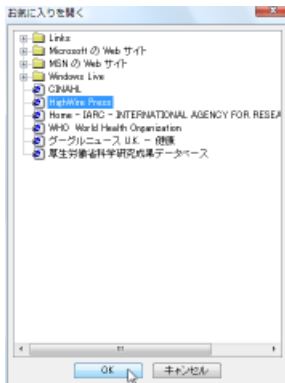 お気に入りを開く
Links
Microsoft の Web サイト
MSN の Web サイト
Windows Live
CINAHL
HighWire Press
Home - IARC - INTERNATIONAL AGENCY FOR RESEA
WHO World Health Organization
グーグルニュース U.K. - 健康
厚生労働省科学研究成果データベース
OK
キャンセル